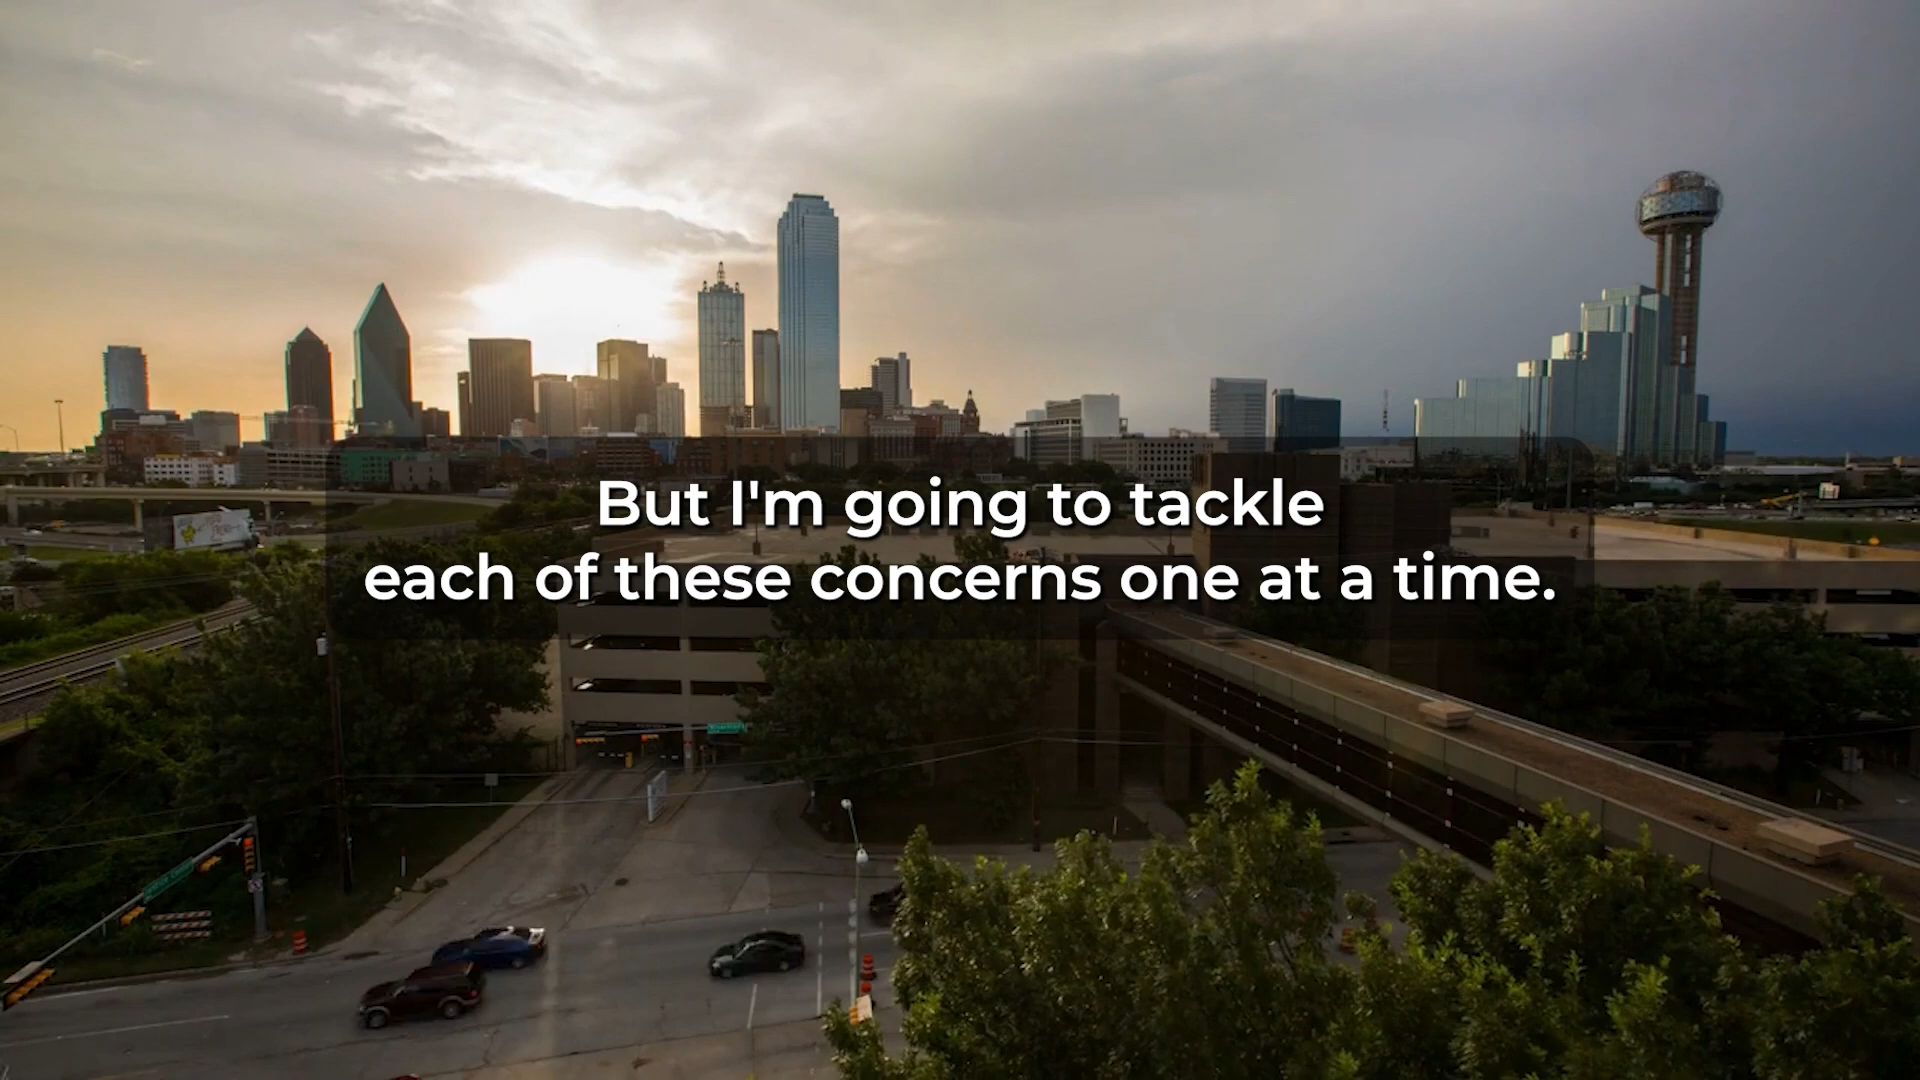 But I'm going to tackle
each of these concerns one at a time.